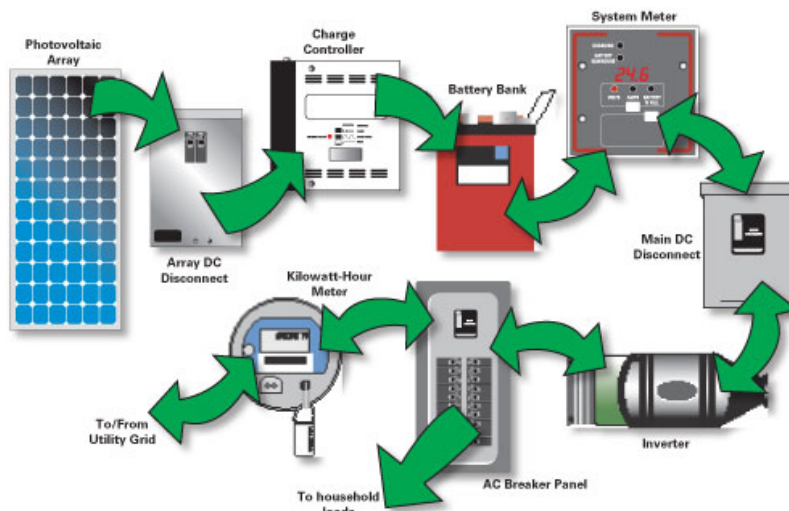 System Meter
Photovoltaic
Array
Charge
Controller
Battery Bank
24.6
Array DC
Disconnect
Main DC
Disconnect
Kilowatt-Hour
Meter
To/From
Utility Grid
Inverter
AC Breaker Panel
To household
loads